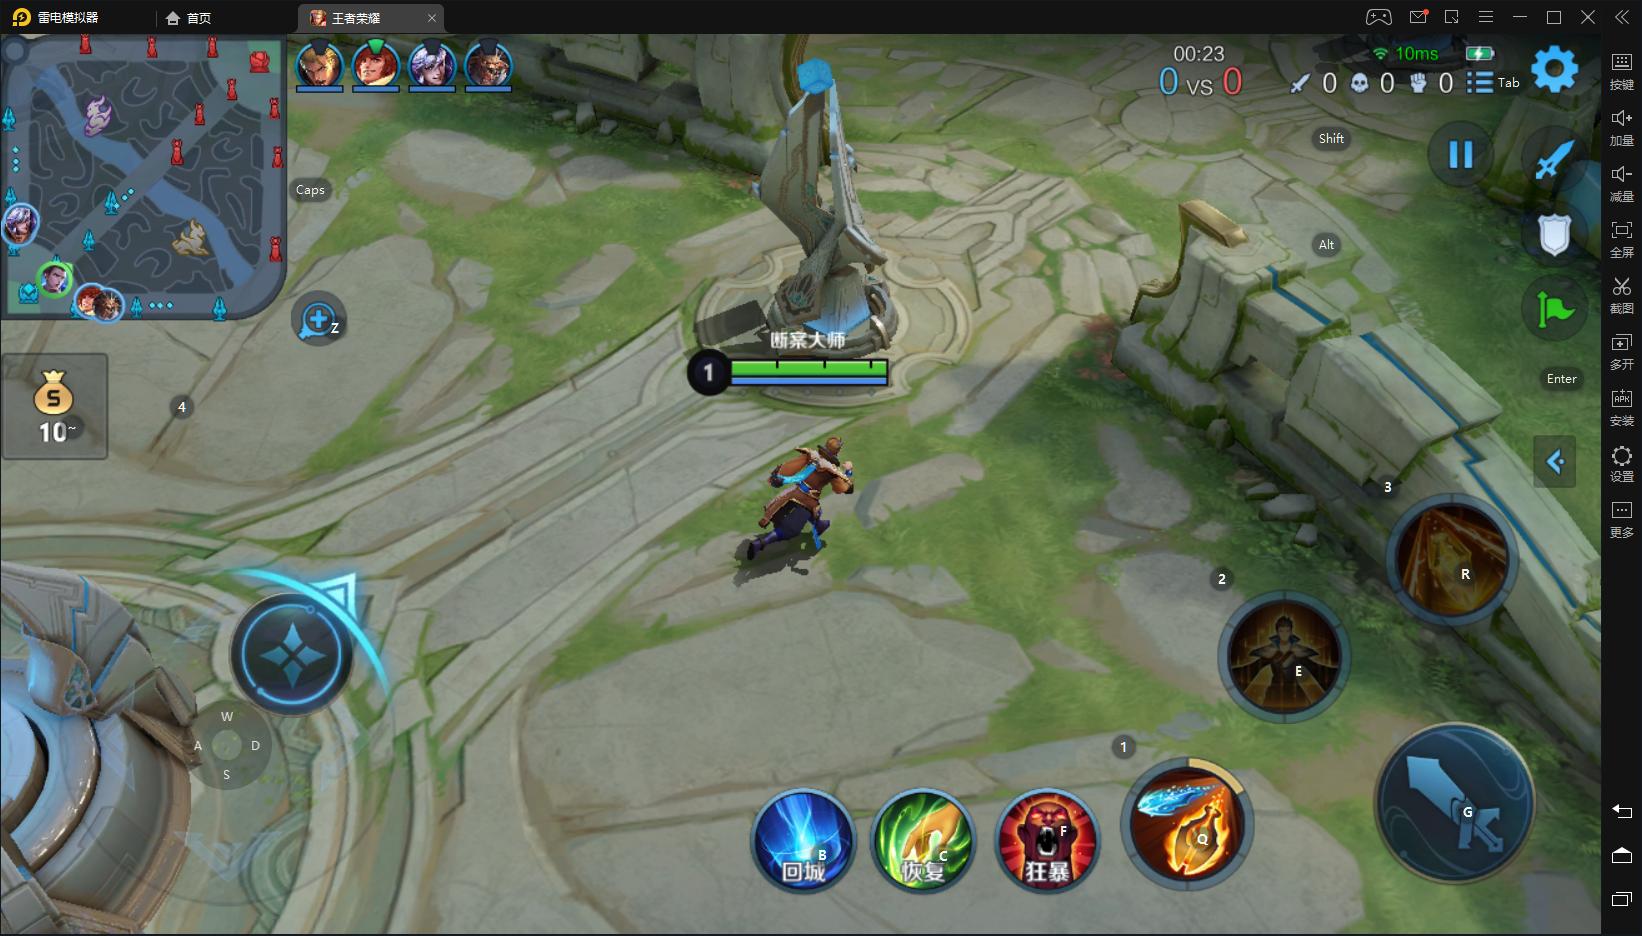 雷电模拟器
首页
王者荣耀
00:23
10ms
0 VS 0
0
0
0
Tab
按键
Shift
加量
Caps
减量
Alt
全屏
截图
Z
断案大师
1
多开
Enter
4
10~
安装
设置
3
更多
R
2
E
W
A
D
S
1
G
F
Q
B
C
回城
恢复
狂暴